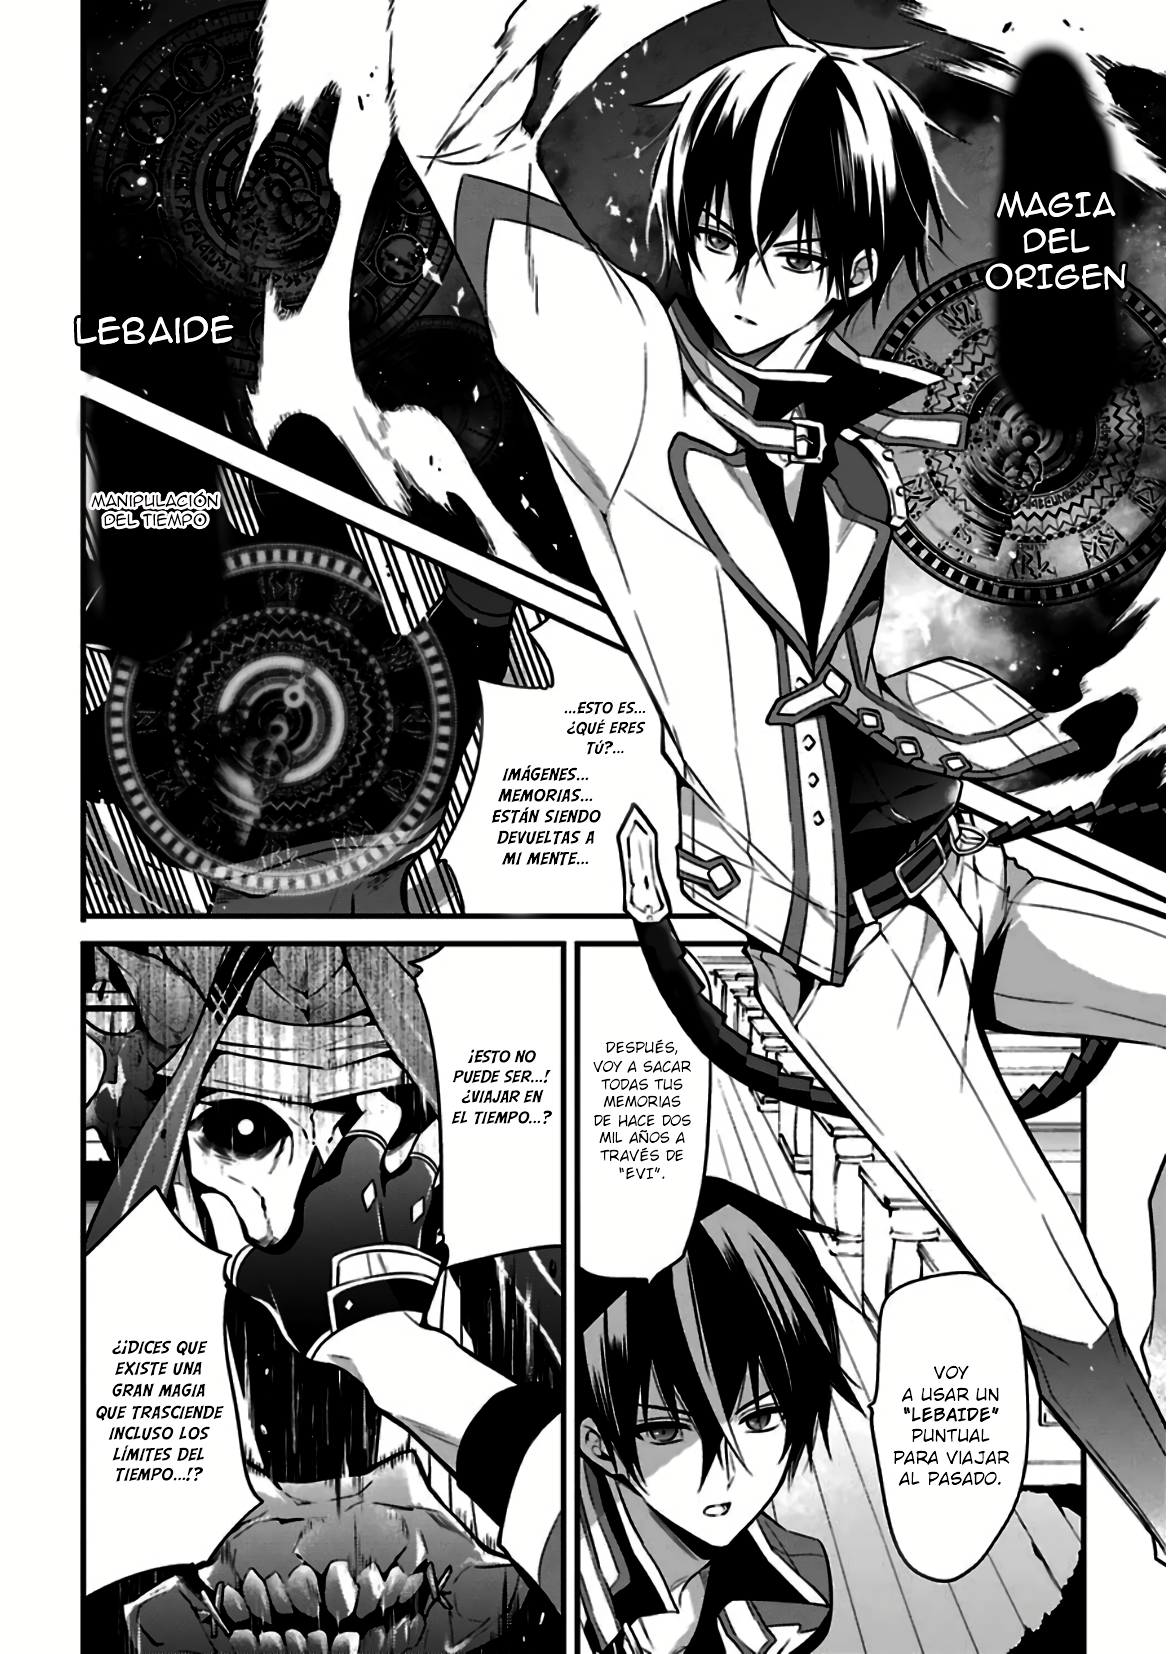 MAGIA
DEL
ORIGEN
LEBAIDE
MANIPULACIÓN
DEL TIEMPO
...ESTO ES...
¿QUÉ ERES
TÚ?...
IMÁGENES...
MEMORIAS...
ESTÁN SIENDO
DEVUELTAS A
MI MENTE...
VOY
A USAR UN
"LEBAIDE"
PUNTUAL
PARA VIAJAR
AL PASADO.
DESPUÉS,
VOY A SACAR
TODAS TUS
MEMORIAS
DE HACE DOS
MIL AÑOS A
TRAVÉS DE
"EVI".
¡ESTO NO
PUEDE SER...!
¿VIAJAR EN
EL TIEMPO...?
¿¡DICES QUE
EXISTE UNA
GRAN MAGIA
QUE TRASCIENDE
INCLUSO LOS
LÍMITES DEL
TIEMPO...!?